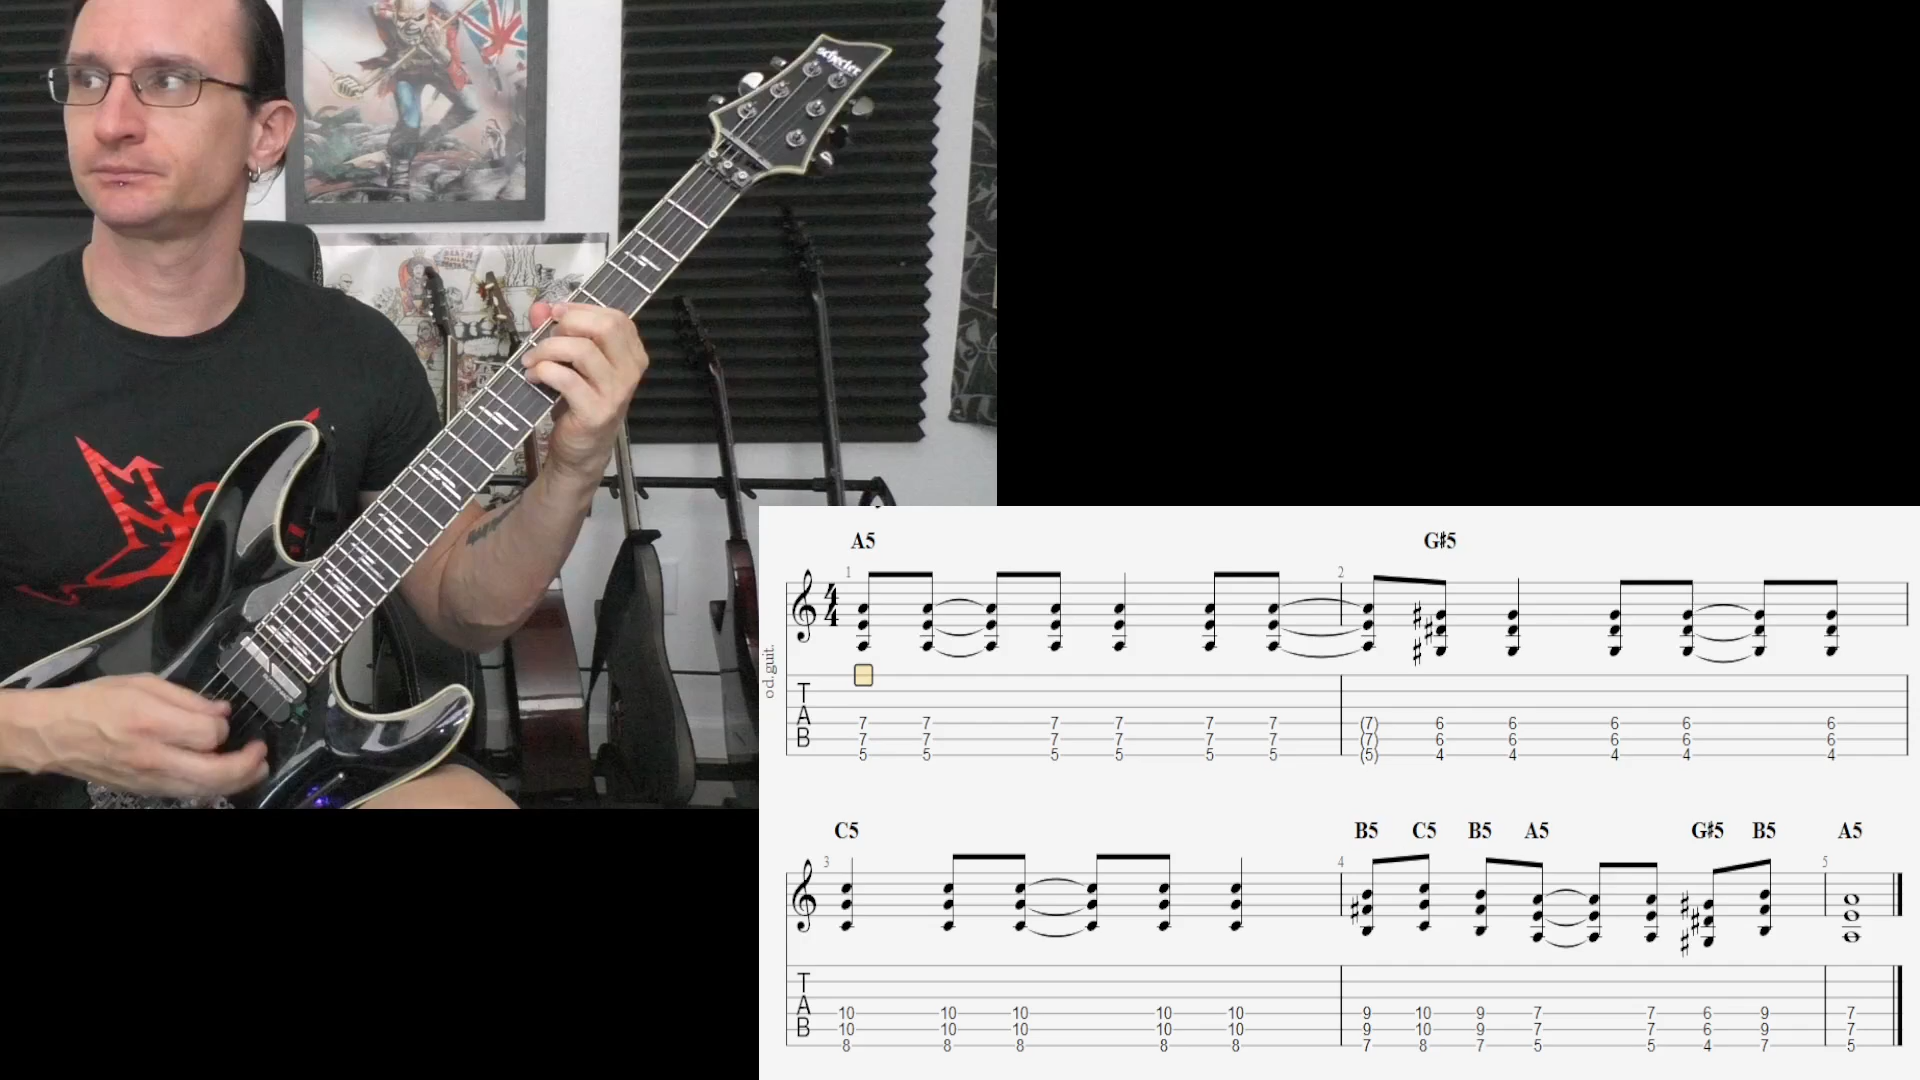 schecter
A5 G#5
1 2
4
4
od.guit.
T
A
B
7 7 7 7 7 7 (7) 6 6 6 6 6
7 7 7 7 7 7 (7) 6 6 6 6 6
5 5 5 5 5 5 (5) 4 4 4 4 4
C5 B5 C5 B5 A5 G#5 B5 A5
3 4 5
T
A
B
10 10 10 10 10 9 10 9 7 7 6 9 7
10 10 10 10 10 9 10 9 7 7 6 9 7
8 8 8 8 8 7 8 7 5 5 4 7 5